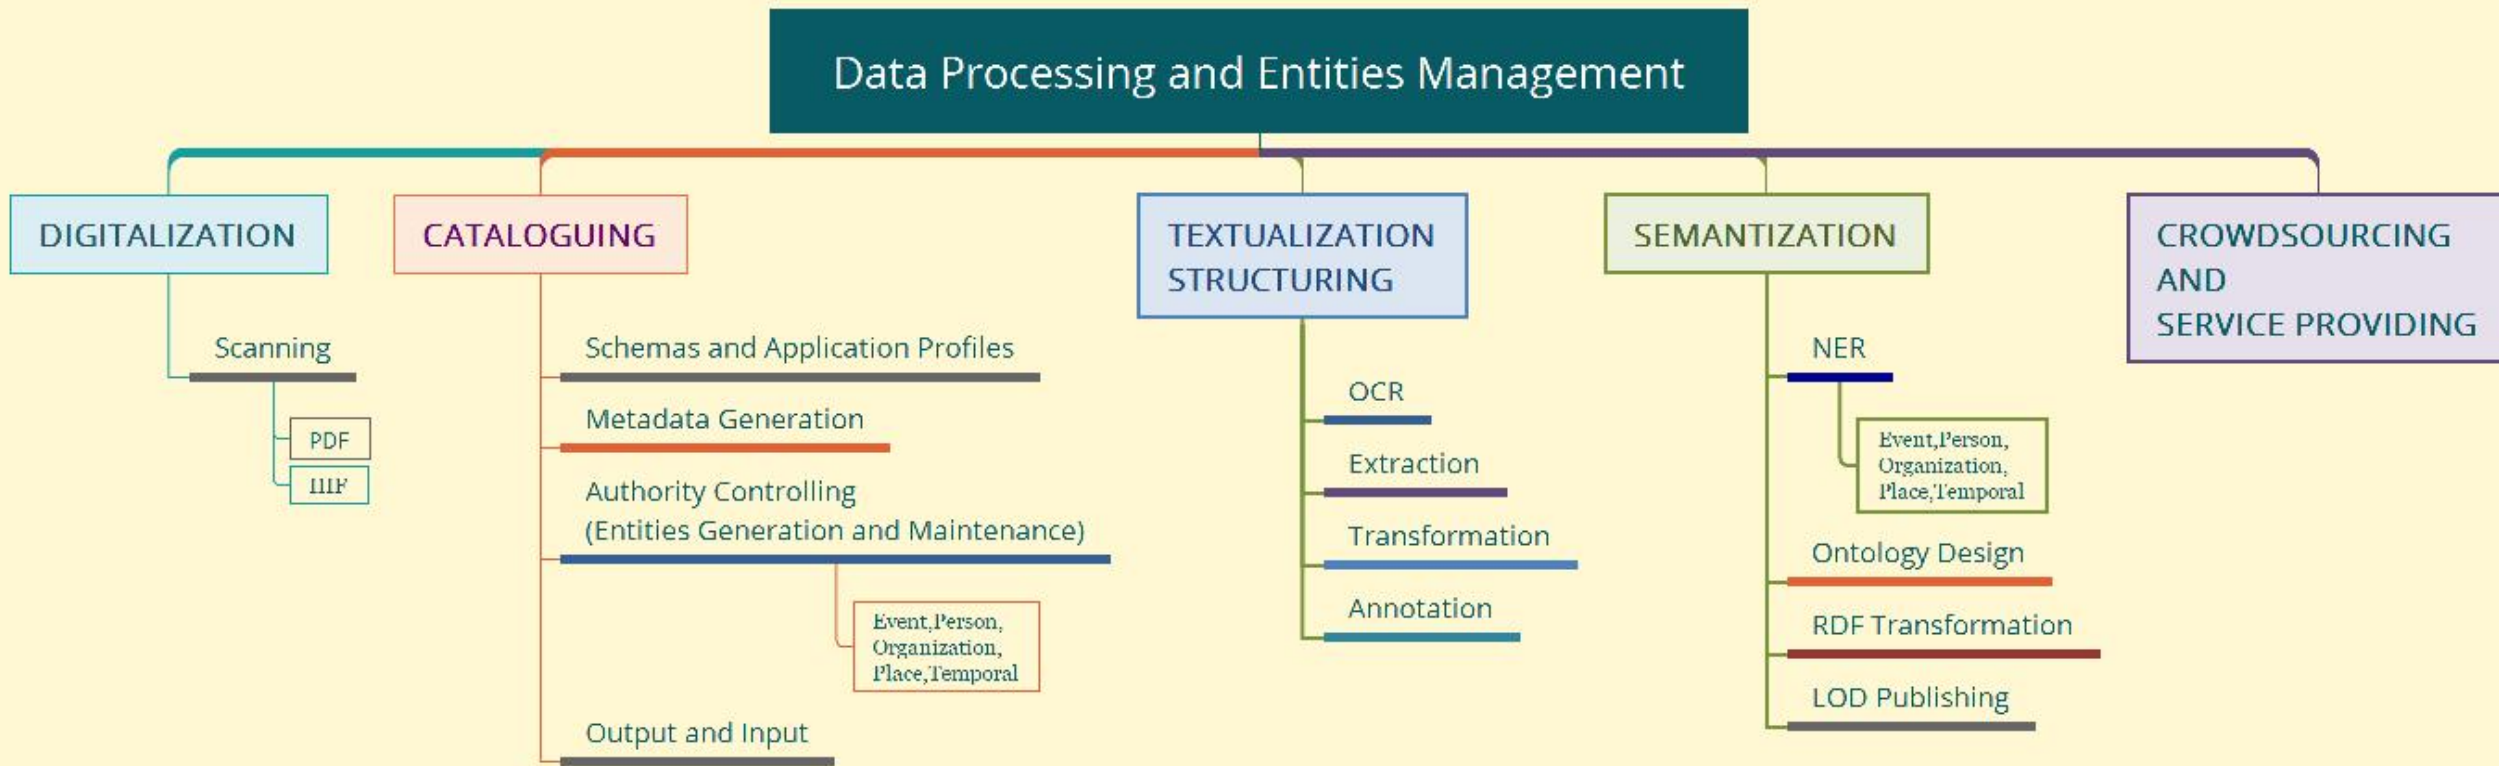 Data Processing and Entities Management
DIGITALIZATION
Scanning
PDF
IIIF
CATALOGUING
Schemas and Application Profiles
Metadata Generation
Authority Controlling
(Entities Generation and Maintenance)
Event,Person,
Organization,
Place,Temporal
Output and Input
TEXTUALIZATION
STRUCTURING
OCR
Extraction
Transformation
Annotation
SEMANTIZATION
NER
Event,Person,
Organization,
Place,Temporal
Ontology Design
RDF Transformation
LOD Publishing
CROWDSOURCING
AND
SERVICE PROVIDING